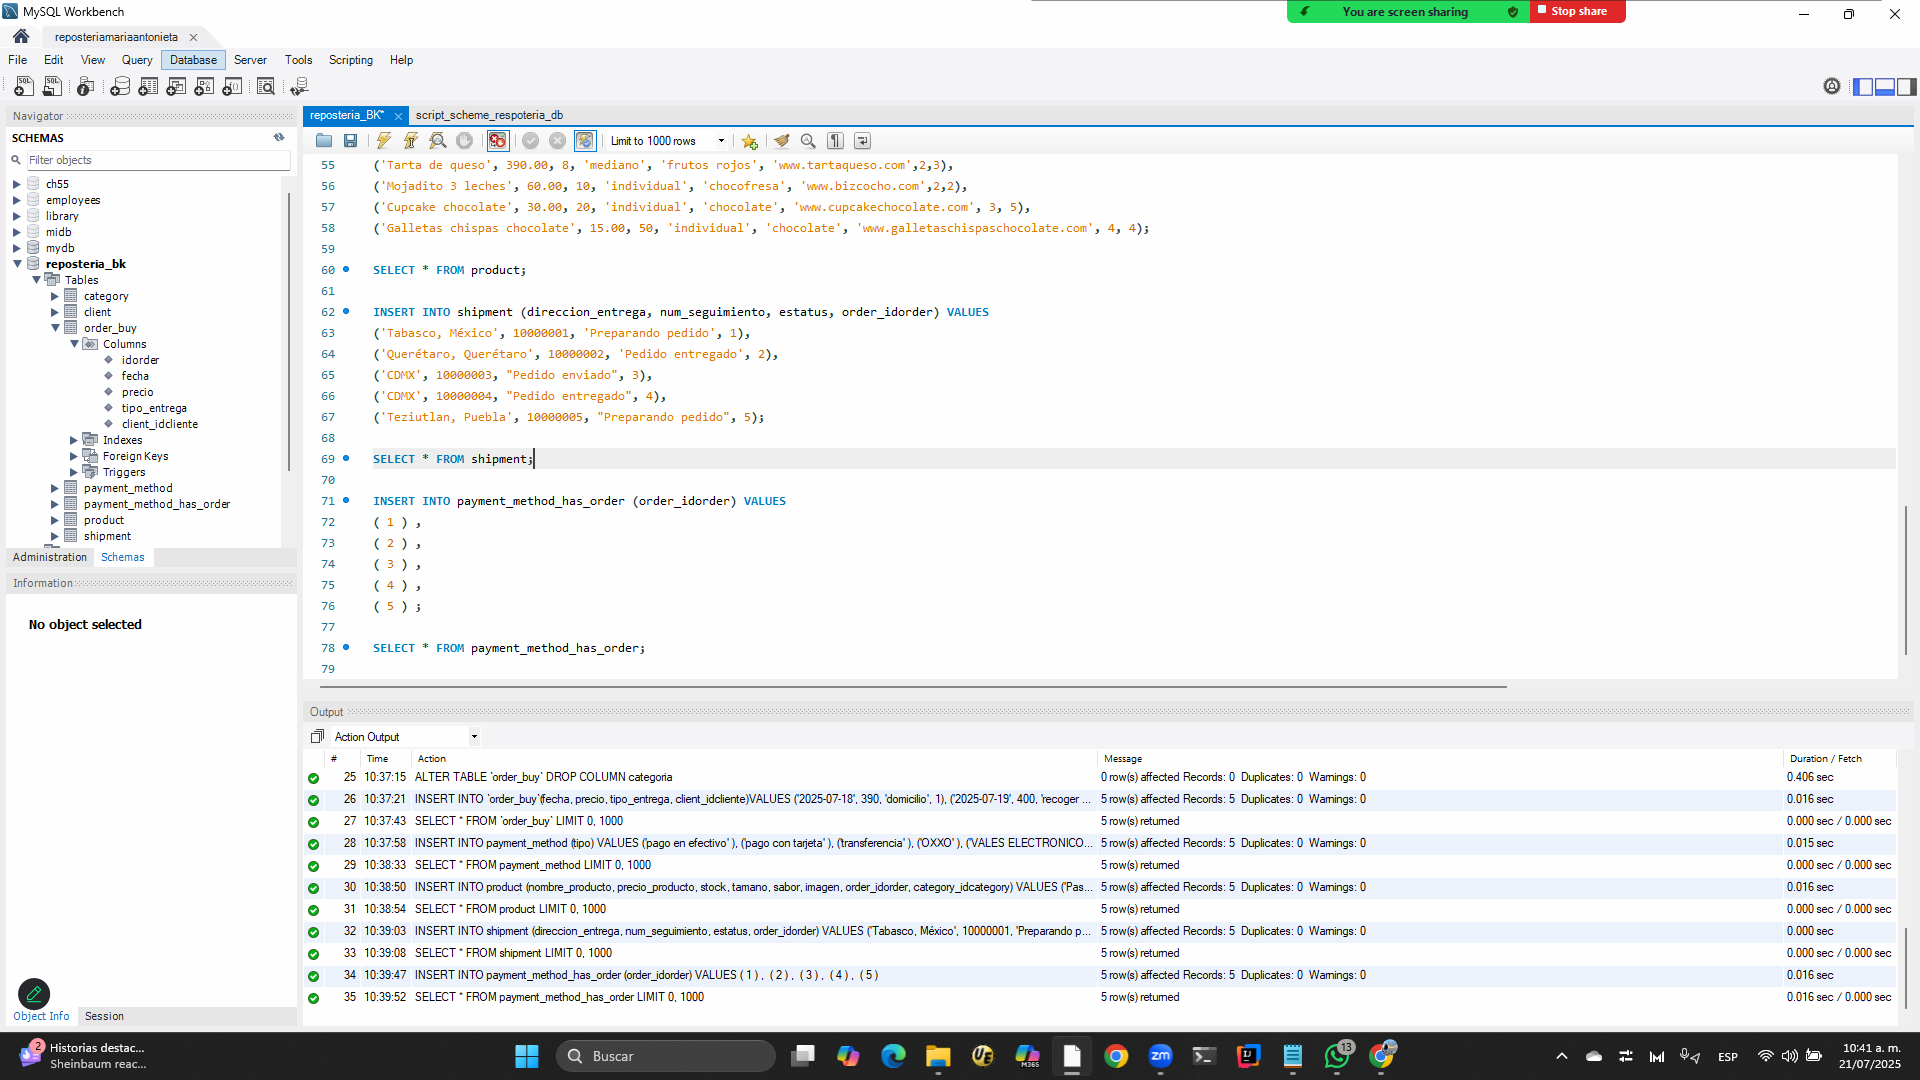 MySQL Workbench
You are screen sharing
Stop share
reposteriamariaantonieta
File Edit View Query Database Server Tools Scripting Help
Navigator
SCHEMAS
Filter objects
ch55
employees
library
midb
mydb
reposteria_bk
Tables
category
client
order_buy
Columns
idorder
fecha
precio
tipo_entrega
client_idcliente
Indexes
Foreign Keys
Triggers
payment_method
payment_method_has_order
product
shipment
Administration Schemas
Information
No object selected
Object Info Session
reposteria_BK* script_scheme_respoteria_db
Limit to 1000 rows
55 ('Tarta de queso', 390.00, 8, 'mediano', 'frutos rojos', 'www.tartaqueso.com',2,3),
56 ('Mojadito 3 leches', 60.00, 10, 'individual', 'chocofresa', 'www.bizcocho.com',2,2),
57 ('Cupcake chocolate', 30.00, 20, 'individual', 'chocolate', 'www.cupcakechocolate.com', 3, 5),
58 ('Galletas chispas chocolate', 15.00, 50, 'individual', 'chocolate', 'www.galletaschispaschocolate.com', 4, 4);
59
60 SELECT * FROM product;
61
62 INSERT INTO shipment (direccion_entrega, num_seguimiento, estatus, order_idorder) VALUES
63 ('Tabasco, México', 10000001, 'Preparando pedido', 1),
64 ('Querétaro, Querétaro', 10000002, 'Pedido entregado', 2),
65 ('CDMX', 10000003, "Pedido enviado", 3),
66 ('CDMX', 10000004, "Pedido entregado", 4),
67 ('Teziutlan, Puebla', 10000005, "Preparando pedido", 5);
68
69 SELECT * FROM shipment;
70
71 INSERT INTO payment_method_has_order (order_idorder) VALUES
72 ( 1 ) ,
73 ( 2 ) ,
74 ( 3 ) ,
75 ( 4 ) ,
76 ( 5 ) ;
77
78 SELECT * FROM payment_method_has_order;
79
Output
Action Output
# Time Action Message Duration / Fetch
25 10:37:15 ALTER TABLE `order_buy` DROP COLUMN categoria 0 row(s) affected Records: 0 Duplicates: 0 Warnings: 0 0.406 sec
26 10:37:21 INSERT INTO `order_buy`(fecha, precio, tipo_entrega, client_idcliente)VALUES ('2025-07-18', 390, 'domicilio', 1), ('2025-07-19', 400, 'recoger ... 5 row(s) affected Records: 5 Duplicates: 0 Warnings: 0 0.016 sec
27 10:37:43 SELECT * FROM `order_buy` LIMIT 0, 1000 5 row(s) returned 0.000 sec / 0.000 sec
28 10:37:58 INSERT INTO payment_method (tipo) VALUES ('pago en efectivo' ), ('pago con tarjeta' ), ('transferencia' ), ('OXXO' ), ('VALES ELECTRONICO... 5 row(s) affected Records: 5 Duplicates: 0 Warnings: 0 0.015 sec
29 10:38:33 SELECT * FROM payment_method LIMIT 0, 1000 5 row(s) returned 0.000 sec / 0.000 sec
30 10:38:50 INSERT INTO product (nombre_producto, precio_producto, stock, tamano, sabor, imagen, order_idorder, category_idcategory) VALUES ('Pas... 5 row(s) affected Records: 5 Duplicates: 0 Warnings: 0 0.016 sec
31 10:38:54 SELECT * FROM product LIMIT 0, 1000 5 row(s) returned 0.000 sec / 0.000 sec
32 10:39:03 INSERT INTO shipment (direccion_entrega, num_seguimiento, estatus, order_idorder) VALUES ('Tabasco, México', 10000001, 'Preparando p... 5 row(s) affected Records: 5 Duplicates: 0 Warnings: 0 0.000 sec
33 10:39:08 SELECT * FROM shipment LIMIT 0, 1000 5 row(s) returned 0.000 sec / 0.000 sec
34 10:39:47 INSERT INTO payment_method_has_order (order_idorder) VALUES ( 1 ) , ( 2 ) , ( 3 ) , ( 4 ) , ( 5 ) 5 row(s) affected Records: 5 Duplicates: 0 Warnings: 0 0.016 sec
35 10:39:52 SELECT * FROM payment_method_has_order LIMIT 0, 1000 5 row(s) returned 0.016 sec / 0.000 sec
2 Historias destac...
Sheinbaum reac...
Buscar
M365
zm
13
ESP
10:41 a. m.
21/07/2025